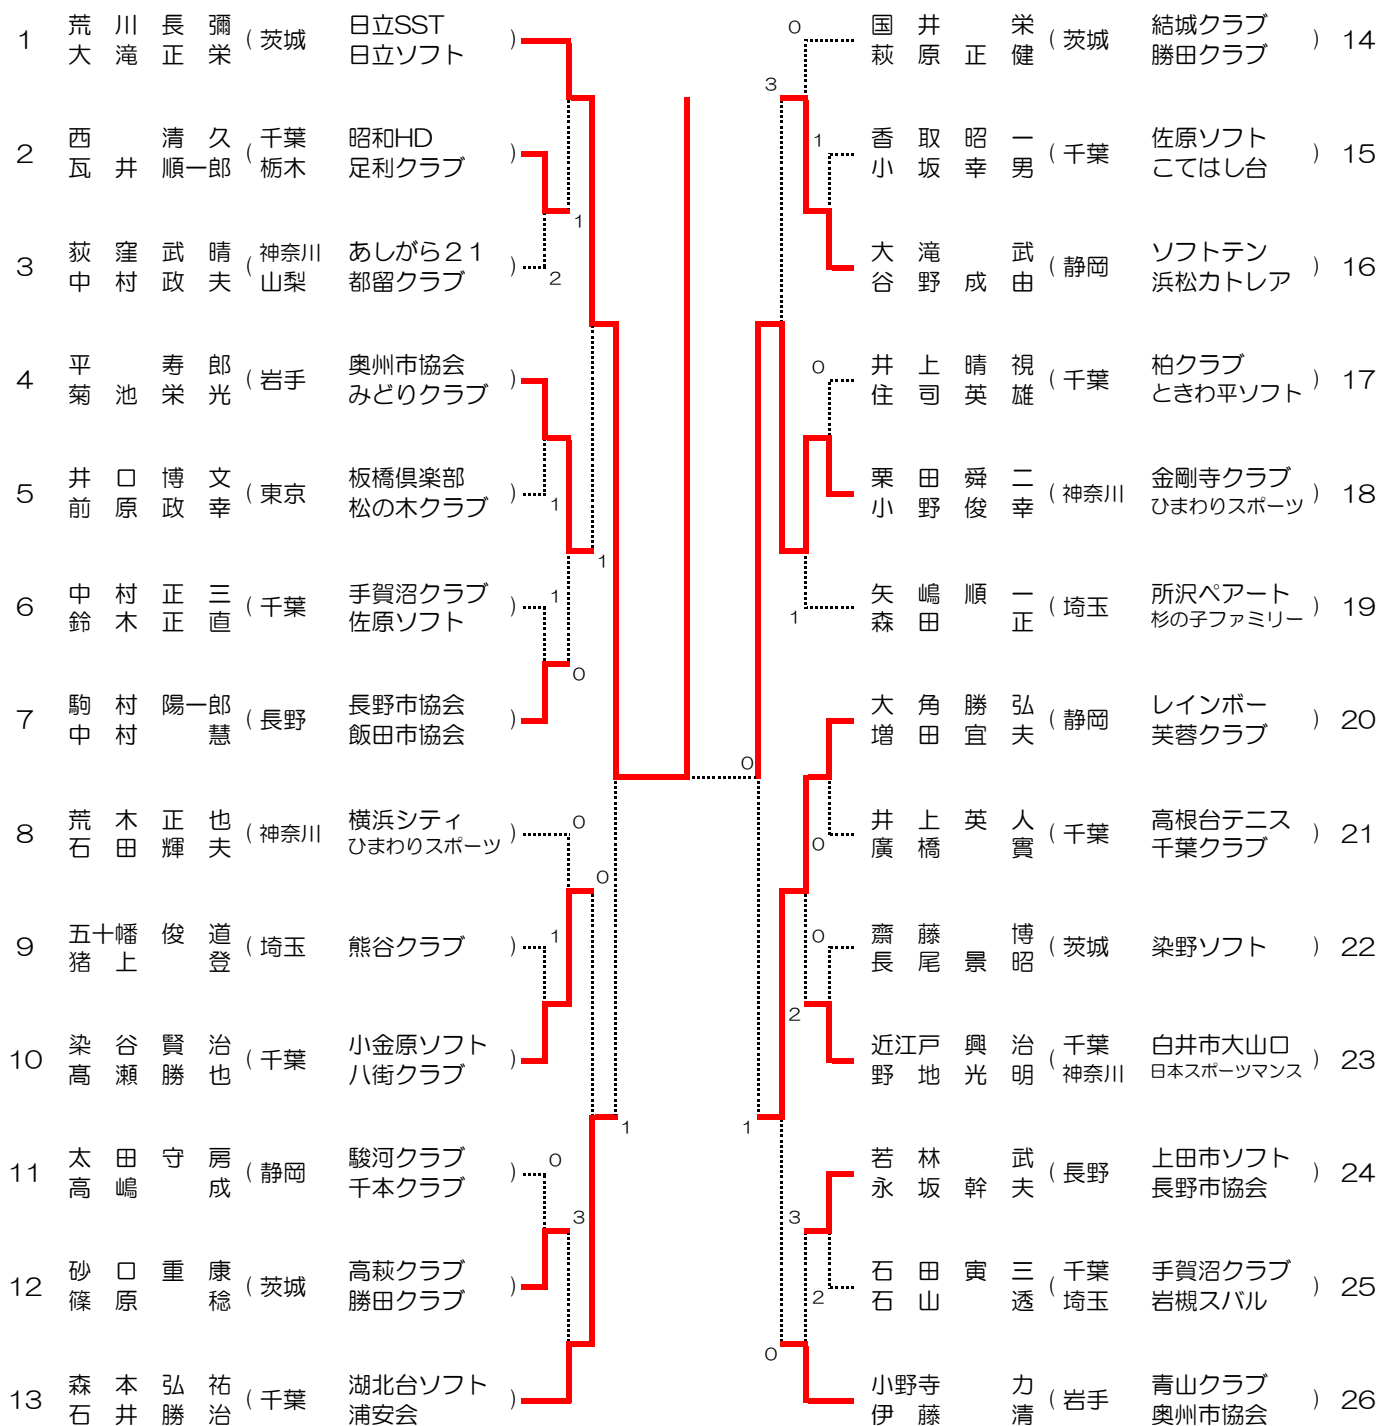 1 荒川長彌 (茨城 日立SST )
大滝正栄 日立ソフト
2 西清久 (千葉 昭和HD )
瓦井順一郎 栃木 足利クラブ
1
3 荻窪武晴 (神奈川 あしがら21 )
中村政夫 山梨 都留クラブ
2
4 平寿郎 (岩手 奥州市協会 )
菊池栄光 みどりクラブ
5 井口博文 (東京 板橋倶楽部 )
前原政幸 松の木クラブ
1
1
6 中村正三 (千葉 手賀沼クラブ )
鈴木正直 佐原ソフト
1
0
7 駒村陽一郎 (長野 長野市協会 )
中村慧 飯田市協会
0
8 荒木正也 (神奈川 横浜シティ )
石田輝夫 ひまわりスポーツ
0
0
9 五十幡俊道 (埼玉 熊谷クラブ )
猪上登
1
10 染谷賢治 (千葉 小金原ソフト )
髙瀬勝也 八街クラブ
1
11 太田守房 (静岡 駿河クラブ )
高嶋成 千本クラブ
0
3
12 砂口重康 (茨城 高萩クラブ )
篠原稔 勝田クラブ
13 森本弘祐 (千葉 湖北台ソフト )
石井勝治 浦安会
0
国井栄 (茨城 結城クラブ ) 14
萩原正健 勝田クラブ
3
1
香取昭一 (千葉 佐原ソフト ) 15
小坂幸男 こてはし台
大滝武 (静岡 ソフトテン ) 16
谷野成由 浜松カトレア
0
井上晴視 (千葉 柏クラブ ) 17
住司英雄 ときわ平ソフト
栗田舜二 (神奈川 金剛寺クラブ ) 18
小野俊幸 ひまわりスポーツ
矢嶋順一 (埼玉 所沢ペアート ) 19
森田正 杉の子ファミリー
1
大角勝弘 (静岡 レインボー ) 20
増田宜夫 芙蓉クラブ
井上英人 (千葉 高根台テニス ) 21
廣橋實 千葉クラブ
0
0
齋藤博 (茨城 染野ソフト ) 22
長尾景昭
2
近江戸興治 (千葉 白井市大山口 ) 23
野地光明 神奈川 日本スポーツマンス
1
若林武 (長野 上田市ソフト ) 24
永坂幹夫 長野市協会
3
石田寅三 (千葉 手賀沼クラブ ) 25
石山透 埼玉 岩槻スバル
2
0
小野寺力 (岩手 青山クラブ ) 26
伊藤清 奥州市協会